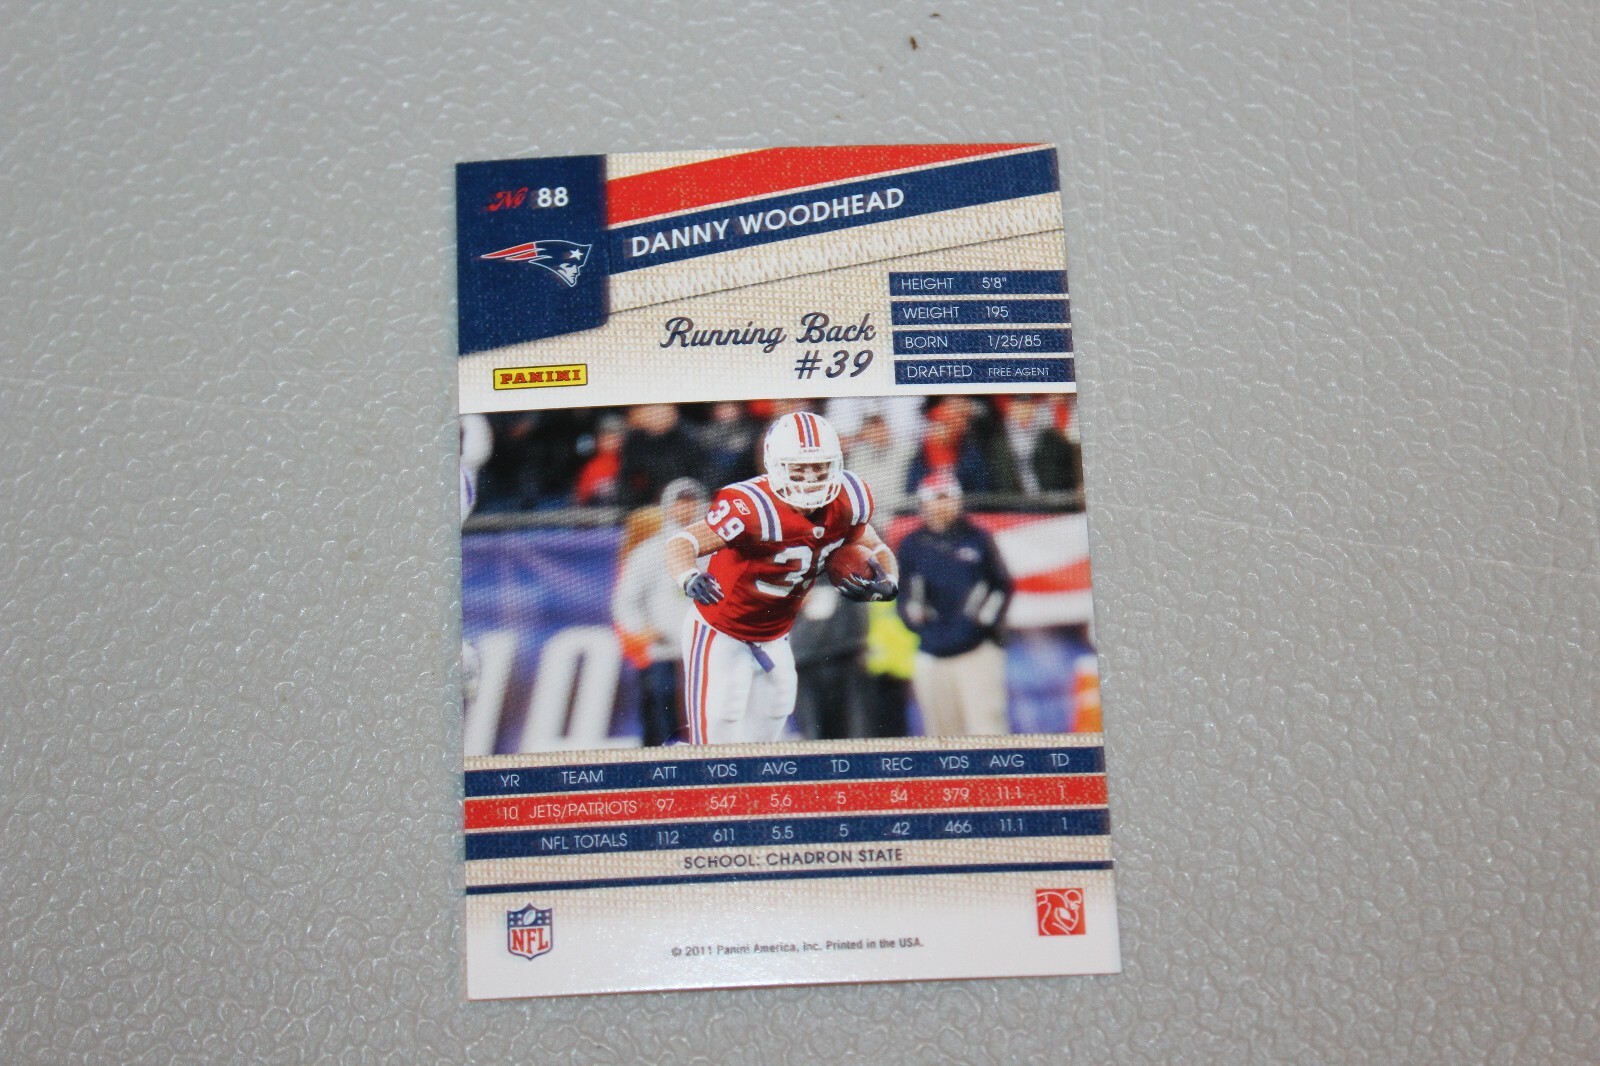 No 88
DANNY WOODHEAD
HEIGHT 5'8"
WEIGHT 195
BORN 1/25/85
DRAFTED FREE AGENT
Running Back
#39
PANINI
39
39
10
YR TEAM ATT YDS AVG TD REC YDS AVG TD
10 JETS/PATRIOTS 97 547 5.6 5 34 379 11.1 1
NFL TOTALS 112 611 5.5 5 42 466 11.1 1
SCHOOL: CHADRON STATE
NFL
© 2011 Panini America, Inc. Printed in the USA.